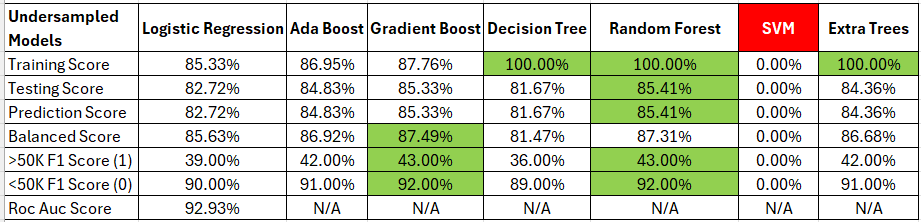 Undersampled Models Logistic Regression Ada Boost Gradient Boost Decision Tree Random Forest SVM Extra Trees
Training Score 85.33% 86.95% 87.76% 100.00% 100.00% 0.00% 100.00%
Testing Score 82.72% 84.83% 85.33% 81.67% 85.41% 0.00% 84.36%
Prediction Score 82.72% 84.83% 85.33% 81.67% 85.41% 0.00% 84.36%
Balanced Score 85.63% 86.92% 87.49% 81.47% 87.31% 0.00% 86.68%
>50K F1 Score (1) 39.00% 42.00% 43.00% 36.00% 43.00% 0.00% 42.00%
<50K F1 Score (0) 90.00% 91.00% 92.00% 89.00% 92.00% 0.00% 91.00%
Roc Auc Score 92.93% N/A N/A N/A N/A N/A N/A